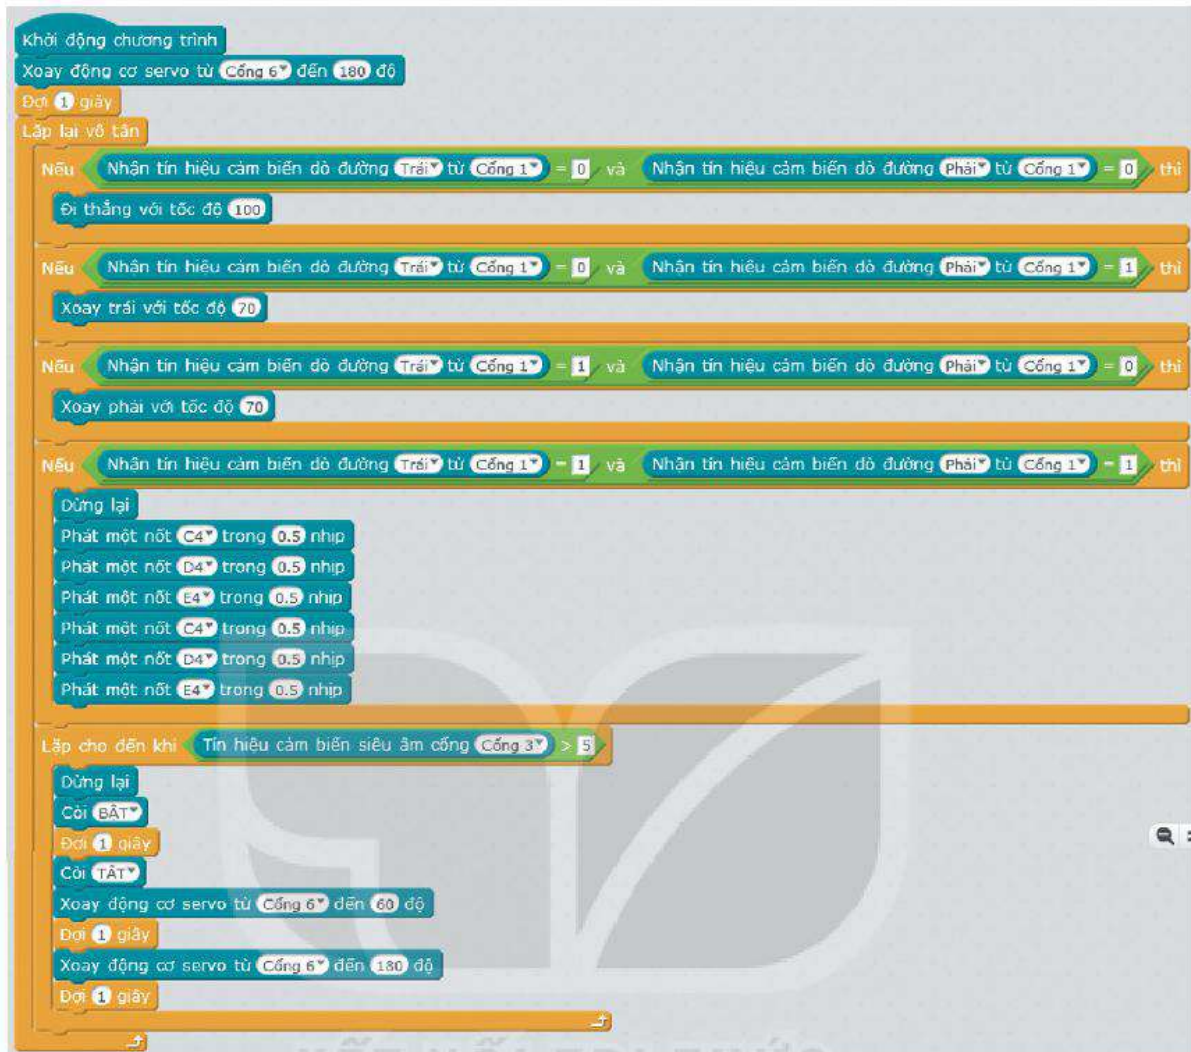 Khởi động chương trình
Xoay động cơ servo từ Cổng 6 đến 180 độ
Đợi 1 giây
Lặp lại vô tận
Nếu Nhận tín hiệu cảm biến dò đường Trái từ Cổng 1 = 0 và Nhận tín hiệu cảm biến dò đường Phải từ Cổng 1 = 0 thì
Đi thẳng với tốc độ 100
Nếu Nhận tín hiệu cảm biến dò đường Trái từ Cổng 1 = 0 và Nhận tín hiệu cảm biến dò đường Phải từ Cổng 1 = 1 thì
Xoay trái với tốc độ 70
Nếu Nhận tín hiệu cảm biến dò đường Trái từ Cổng 1 = 1 và Nhận tín hiệu cảm biến dò đường Phải từ Cổng 1 = 0 thì
Xoay phải với tốc độ 70
Nếu Nhận tín hiệu cảm biến dò đường Trái từ Cổng 1 = 1 và Nhận tín hiệu cảm biến dò đường Phải từ Cổng 1 = 1 thì
Dừng lại
Phát một nốt C4 trong 0.5 nhịp
Phát một nốt D4 trong 0.5 nhịp
Phát một nốt E4 trong 0.5 nhịp
Phát một nốt C4 trong 0.5 nhịp
Phát một nốt D4 trong 0.5 nhịp
Phát một nốt E4 trong 0.5 nhịp
Lặp cho đến khi Tín hiệu cảm biến siêu âm cổng Cổng 3 > 5
Dừng lại
Còi BẬT
Đợi 1 giây
Còi TẮT
Xoay động cơ servo từ Cổng 6 đến 60 độ
Đợi 1 giây
Xoay động cơ servo từ Cổng 6 đến 180 độ
Đợi 1 giây